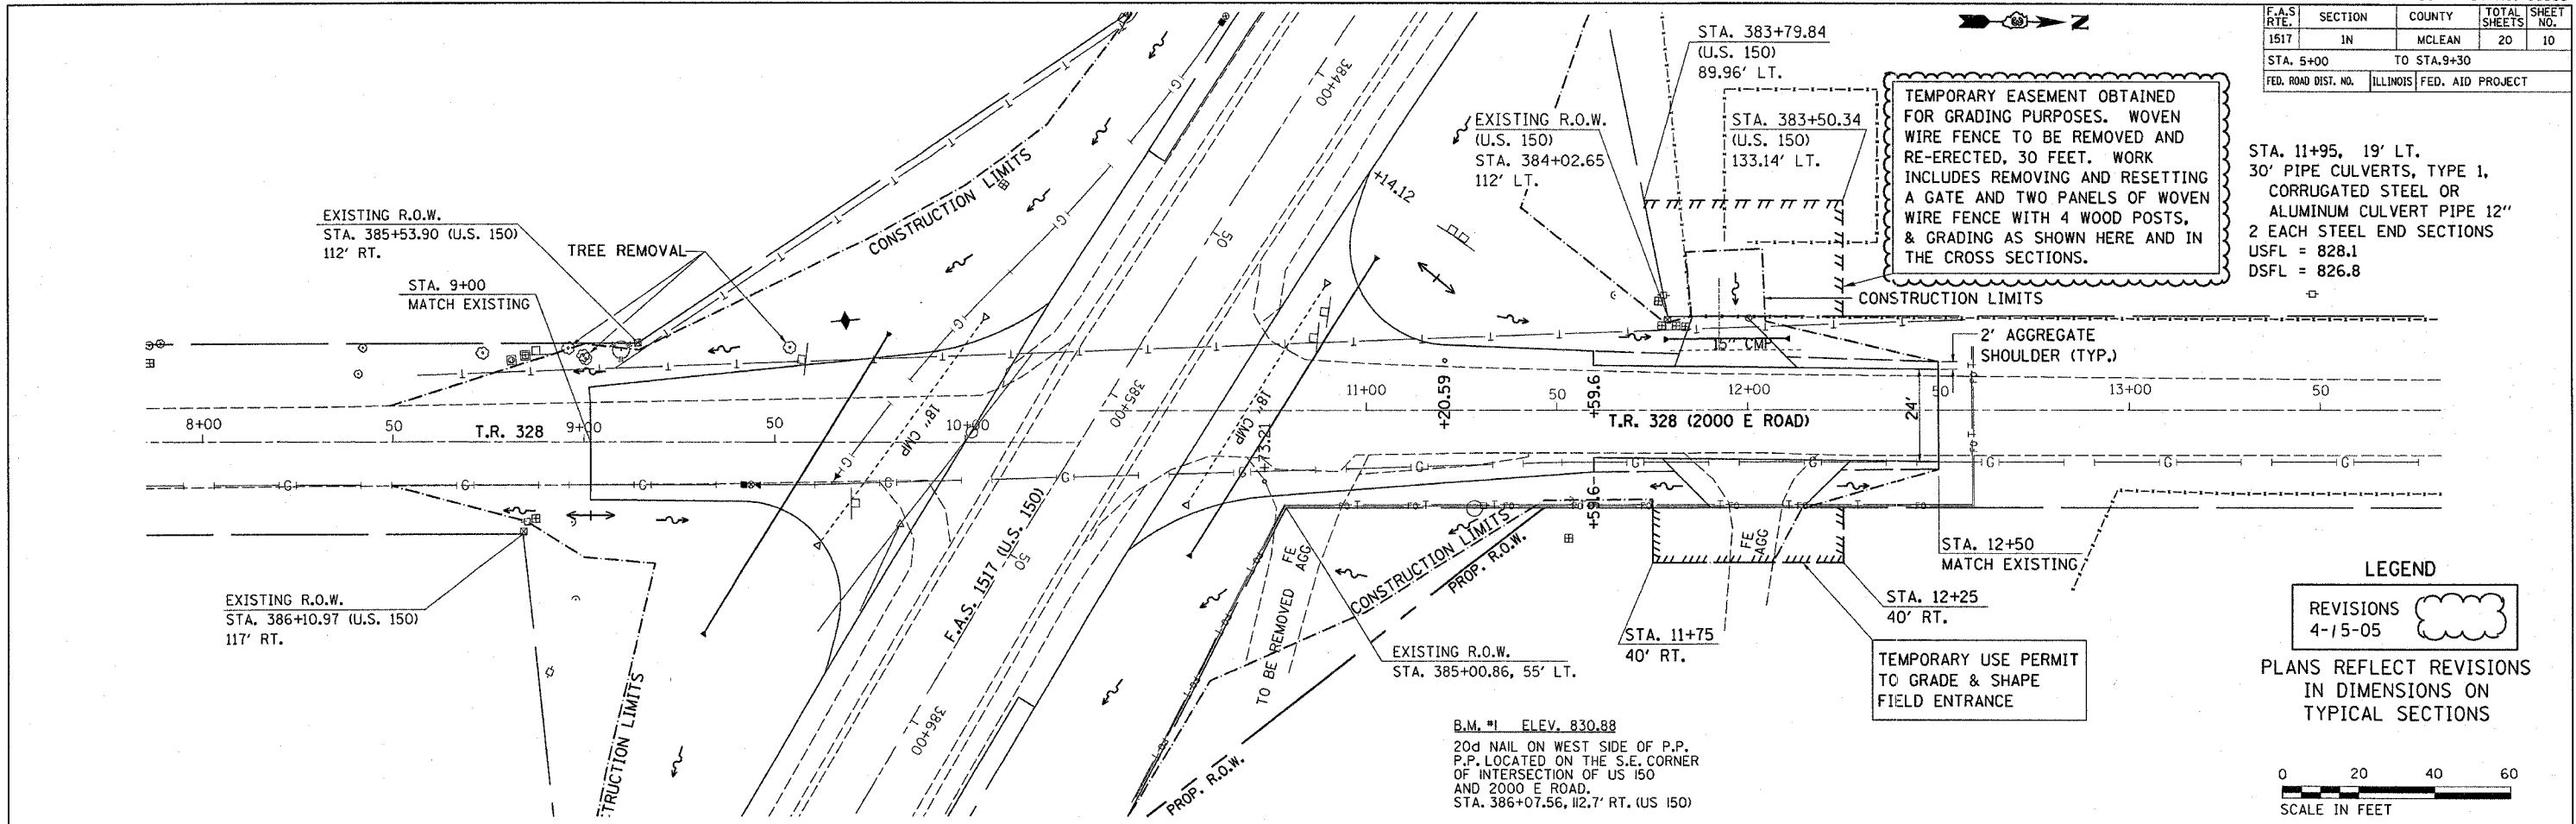 F.A.S RTE. SECTION COUNTY TOTAL SHEETS SHEET NO.
1517 1N MCLEAN 20 10
STA. 5+00 TO STA.9+30
FED. ROAD DIST. NO. ILLINOIS FED. AID PROJECT
N
STA. 383+79.84
(U.S. 150)
89.96' LT.
EXISTING R.O.W.
(U.S. 150)
STA. 384+02.65
112' LT.
STA. 383+50.34
(U.S. 150)
133.14' LT.
TEMPORARY EASEMENT OBTAINED
FOR GRADING PURPOSES. WOVEN
WIRE FENCE TO BE REMOVED AND
RE-ERECTED, 30 FEET. WORK
INCLUDES REMOVING AND RESETTING
A GATE AND TWO PANELS OF WOVEN
WIRE FENCE WITH 4 WOOD POSTS,
& GRADING AS SHOWN HERE AND IN
THE CROSS SECTIONS.
STA. 11+95, 19' LT.
30' PIPE CULVERTS, TYPE 1,
CORRUGATED STEEL OR
ALUMINUM CULVERT PIPE 12"
2 EACH STEEL END SECTIONS
USFL = 828.1
DSFL = 826.8
CONSTRUCTION LIMITS
2' AGGREGATE
SHOULDER (TYP.)
EXISTING R.O.W.
STA. 385+53.90 (U.S. 150)
112' RT.
TREE REMOVAL
STA. 9+00
MATCH EXISTING
CONSTRUCTION LIMITS
384+00
50
385+00
50
386+00
+14.12
15" CMP
18" CMP
18" CMP
8+00
50
9+00
50
10+00
11+00
50
12+00
50
13+00
50
T.R. 328
T.R. 328 (2000 E ROAD)
+20.59
+59.6
+59.6
+73.21
24'
F.A.S. 1517 (U.S. 150)
EXISTING R.O.W.
STA. 386+10.97 (U.S. 150)
117' RT.
TRUCTION LIMITS
TO BE REMOVED
FE
AGG
CONSTRUCTION LIMITS
PROP. R.O.W.
PROP. R.O.W.
FE
AGG
EXISTING R.O.W.
STA. 385+00.86, 55' LT.
STA. 11+75
40' RT.
STA. 12+25
40' RT.
STA. 12+50
MATCH EXISTING
TEMPORARY USE PERMIT
TO GRADE & SHAPE
FIELD ENTRANCE
B.M. #1 ELEV. 830.88
20d NAIL ON WEST SIDE OF P.P.
P.P. LOCATED ON THE S.E. CORNER
OF INTERSECTION OF US 150
AND 2000 E ROAD.
STA. 386+07.56, 112.7' RT. (US 150)
LEGEND
REVISIONS
4-15-05
PLANS REFLECT REVISIONS
IN DIMENSIONS ON
TYPICAL SECTIONS
0 20 40 60
SCALE IN FEET